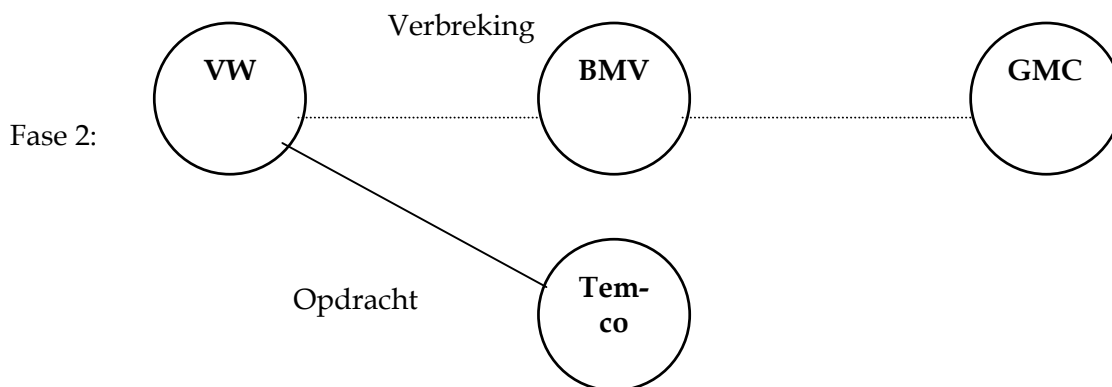 Verbreking
VW
BMV
GMC
Fase 2:
Opdracht
Tem-
co